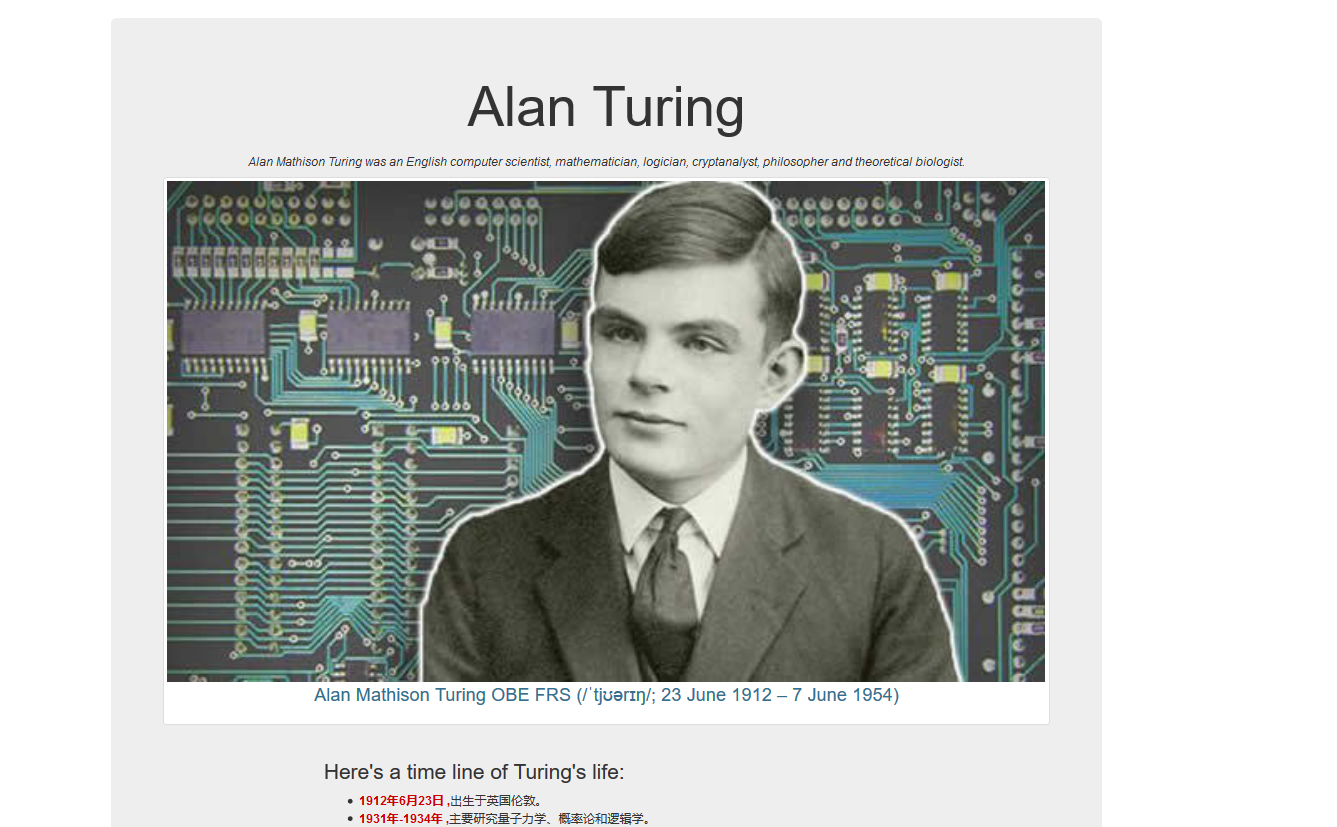 Alan Turing
Alan Mathison Turing was an English computer scientist, mathematician, logician, cryptanalyst, philosopher and theoretical biologist.
Alan Mathison Turing OBE FRS (/ˈtjʊərɪŋ/; 23 June 1912 – 7 June 1954)
Here's a time line of Turing's life:
• 1912年6月23日 ,出生于英国伦敦。
• 1931年-1934年 ,主要研究量子力学、概率论和逻辑学。